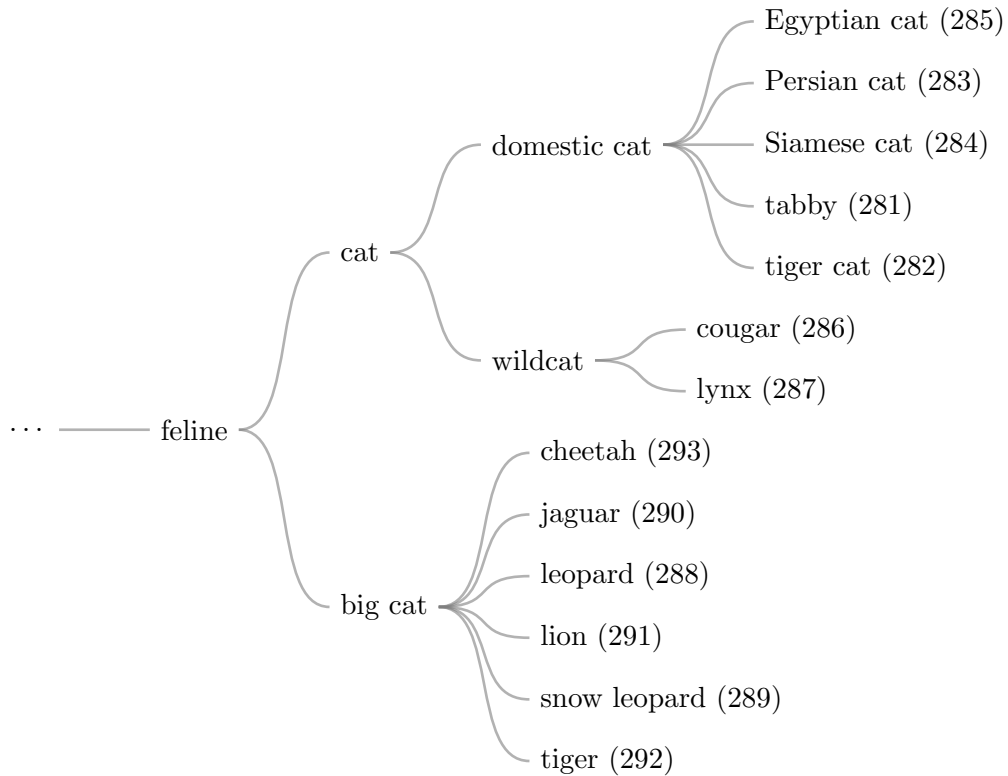 Egyptian cat (285)
Persian cat (283)
domestic cat
Siamese cat (284)
tabby (281)
cat
tiger cat (282)
cougar (286)
wildcat
lynx (287)
··· feline
cheetah (293)
jaguar (290)
leopard (288)
big cat
lion (291)
snow leopard (289)
tiger (292)